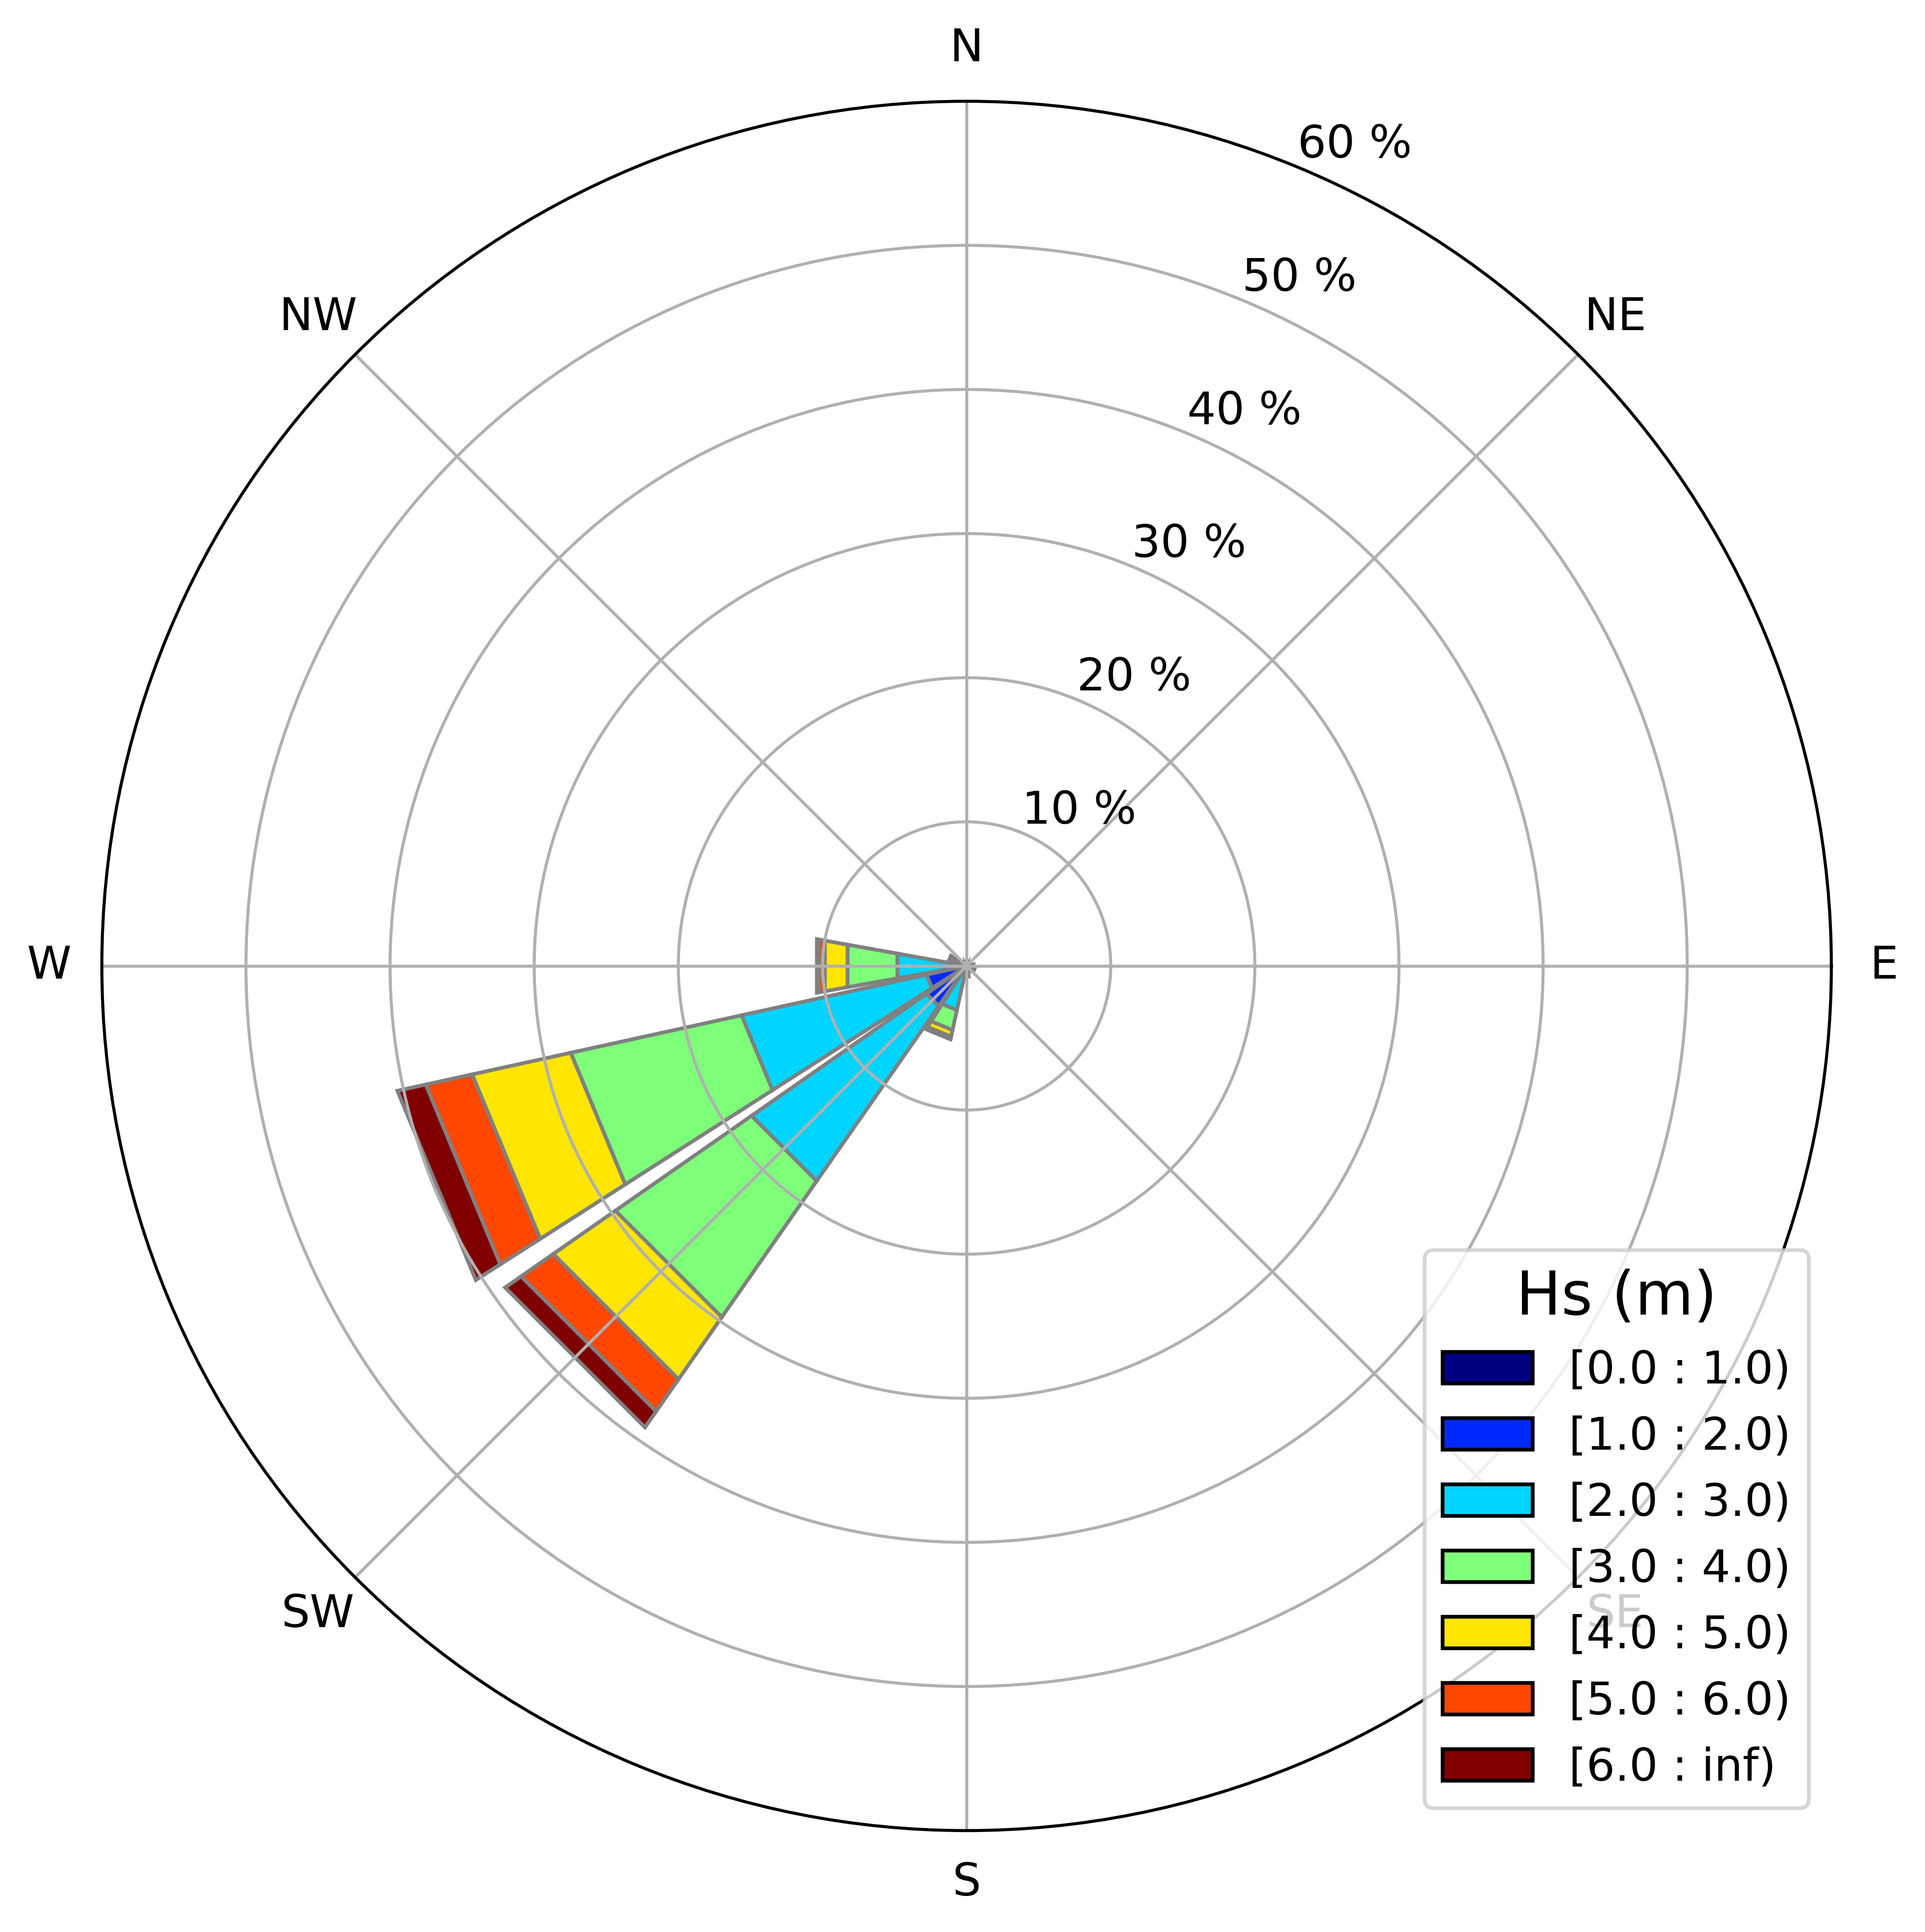 N
60 %
50 %
NW
NE
40 %
30 %
20 %
10 %
W
E
Hs (m)
[0.0 : 1.0)
[1.0 : 2.0)
[2.0 : 3.0)
[3.0 : 4.0)
SW
SE
[4.0 : 5.0)
[5.0 : 6.0)
[6.0 : inf)
S